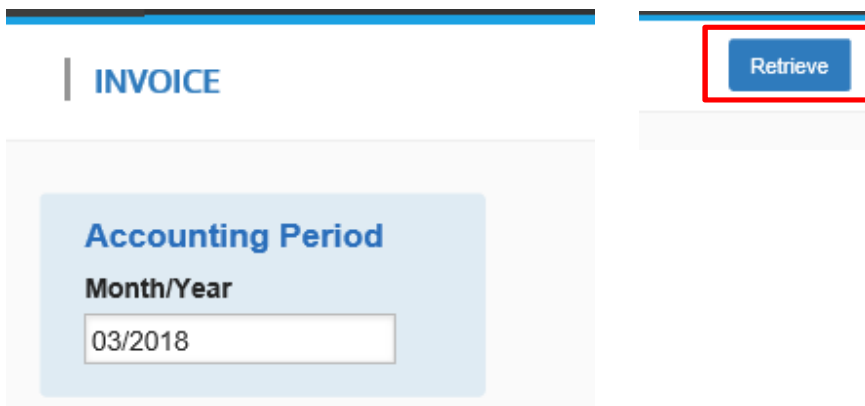 INVOICE
Retrieve
Accounting Period
Month/Year
03/2018